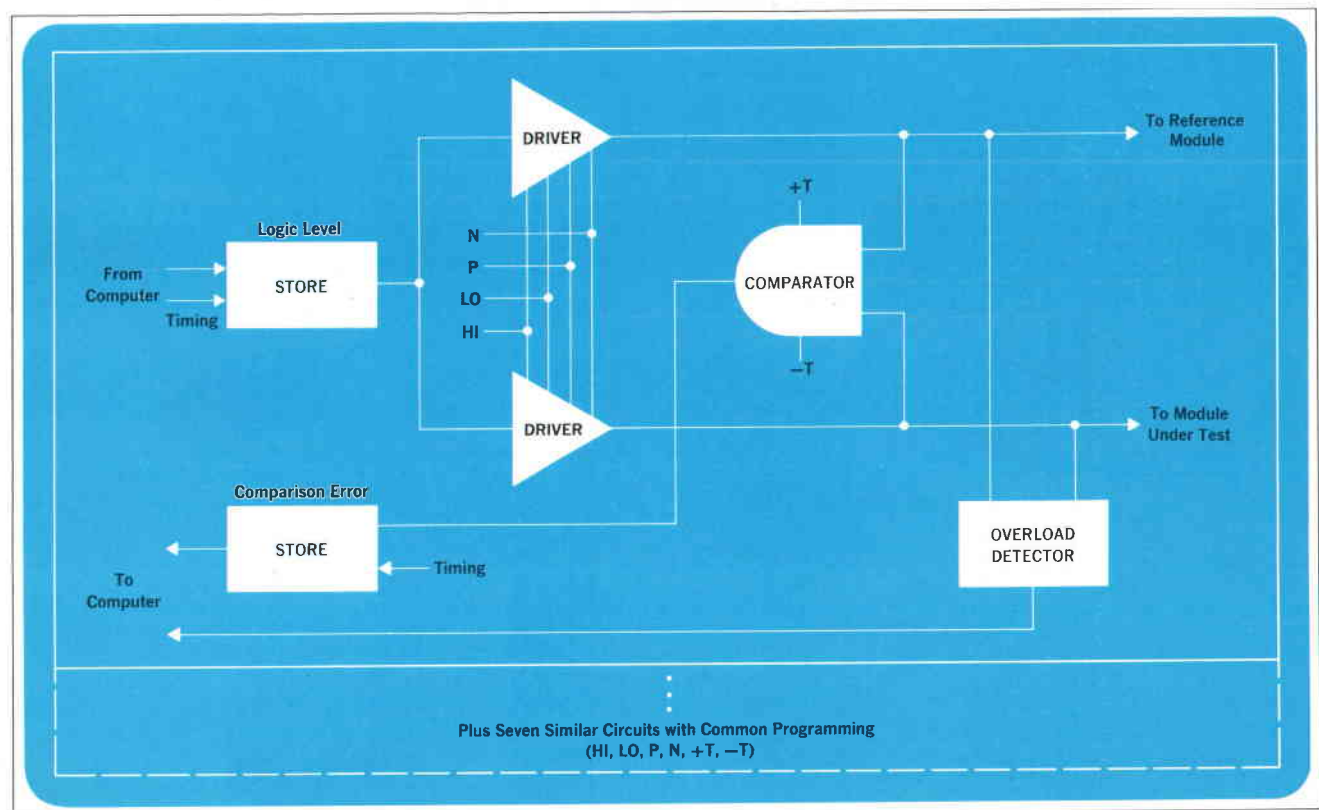 DRIVER
To Reference
Module
+T
Logic Level
N
From
Computer
STORE
P
COMPARATOR
LO
Timing
HI
−T
DRIVER
To Module
Under Test
Comparison Error
STORE
OVERLOAD
DETECTOR
Timing
To
Computer
Plus Seven Similar Circuits with Common Programming
(HI, LO, P, N, +T, −T)